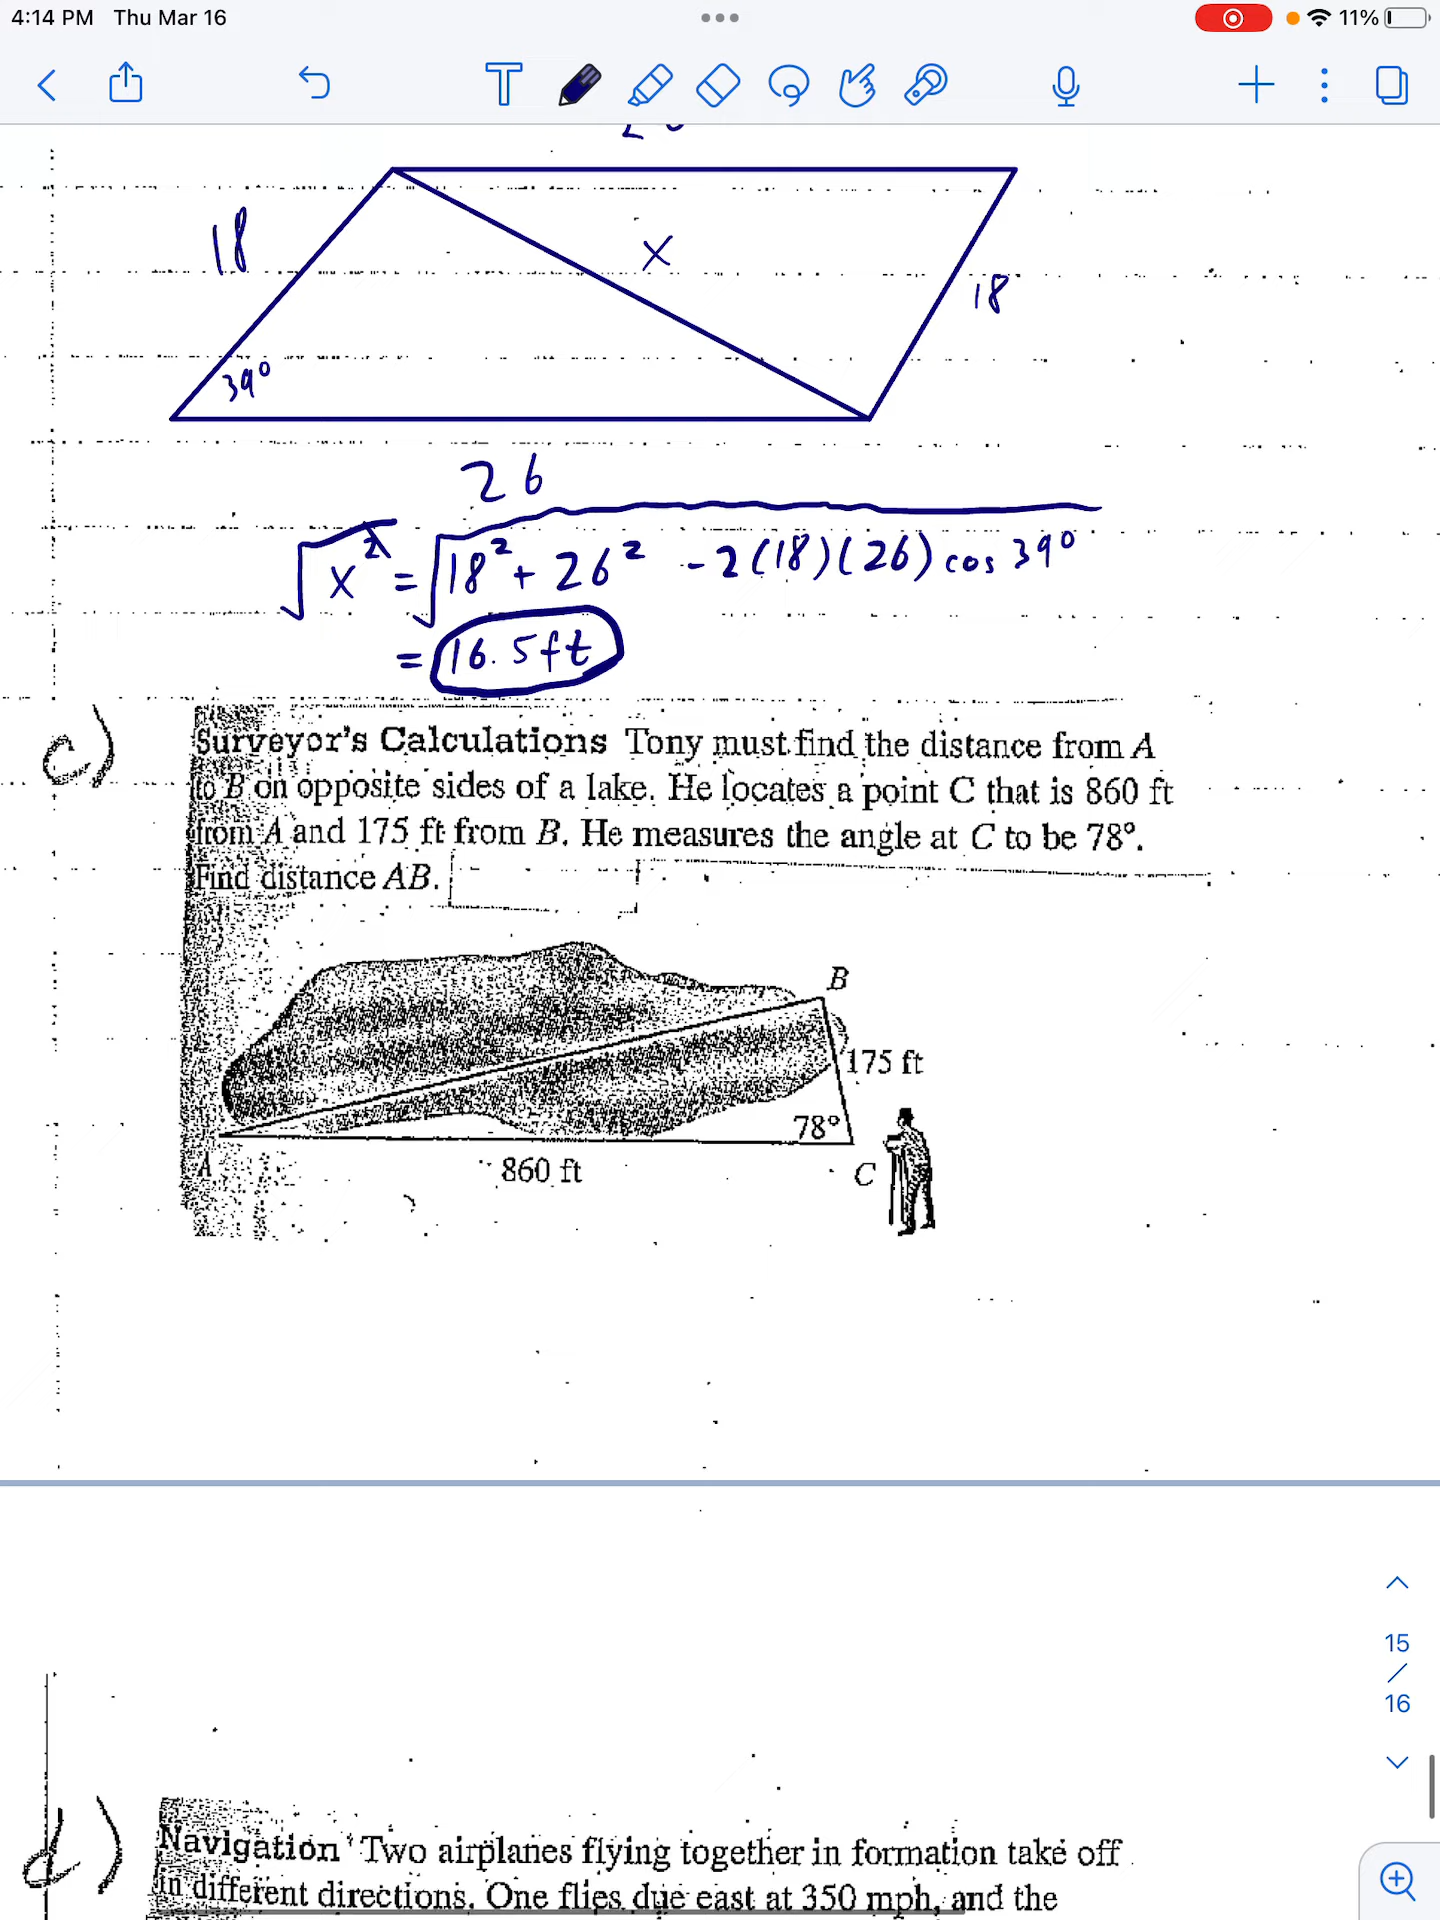 4:14 PM Thu Mar 16
11%
T
18
x
18
39°
26
√x² = √18² + 26² - 2(18)(26) cos 39°
= 16.5ft
c)
Surveyor's Calculations Tony must find the distance from A
to B on opposite sides of a lake. He locates a point C that is 860 ft
from A and 175 ft from B. He measures the angle at C to be 78°.
Find distance AB.
B
175 ft
78°
A
860 ft
C
15
/
16
d)
Navigation Two airplanes flying together in formation take off
in different directions. One flies due east at 350 mph, and the